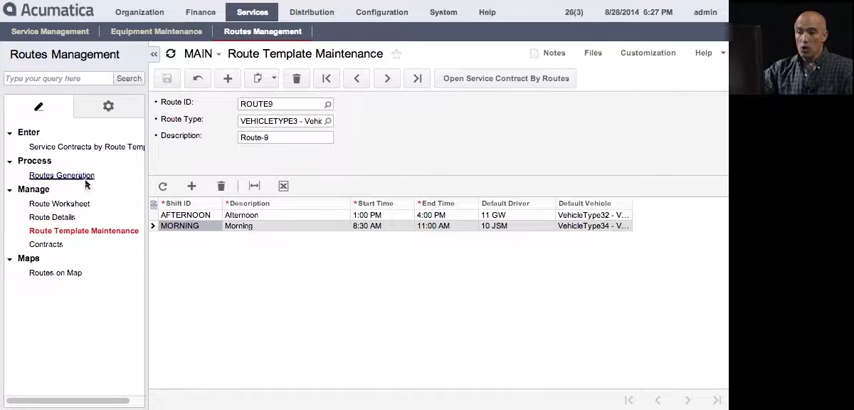 Acumatica Organization Finance Services Distribution Configuration System Help 26(3) 8/28/2014 6:27 PM admin
Service Management Equipment Maintenance Routes Management
Routes Management
MAIN Route Template Maintenance Notes Files Customization Help
Type your query here Search
Open Service Contract By Routes
Route ID: ROUTE9
Route Type: VEHICLETYPE3 - Vehic
Description: Route-9
Enter
Service Contracts by Route Temp
Process
Routes Generation
Manage
Route Worksheet
Route Details
Route Template Maintenance
Contracts
Maps
Routes on Map
*Shift ID *Description *Start Time *End Time Default Driver Default Vehicle
AFTERNOON Afternoon 1:00 PM 4:00 PM 11 GW VehicleType32 - V...
MORNING Morning 8:30 AM 11:00 AM 10 JSM VehicleType34 - V...